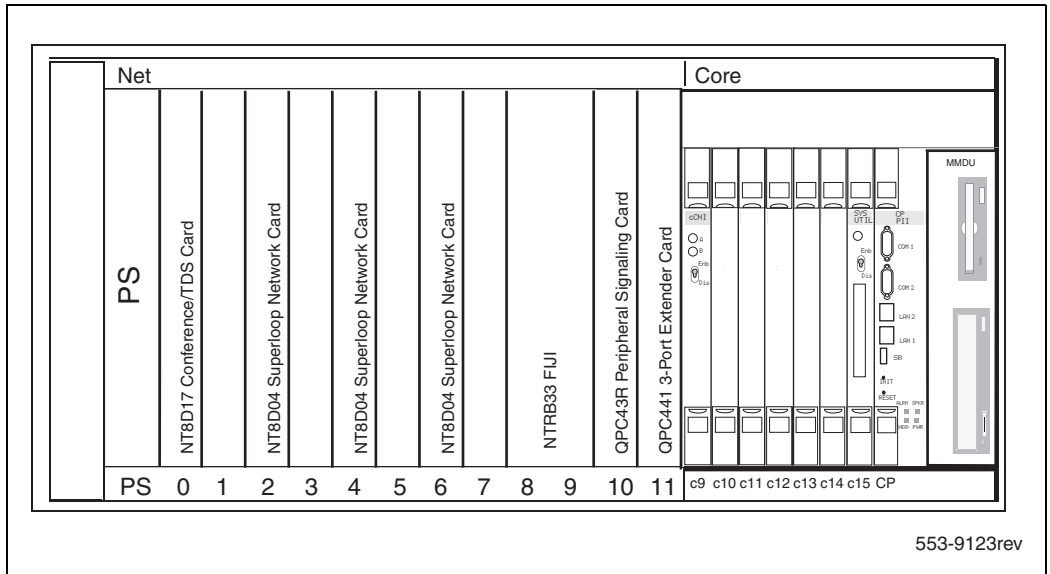 Net
Core
PS
NT8D17 Conference/TDS Card
NT8D04 Superloop Network Card
NT8D04 Superloop Network Card
NT8D04 Superloop Network Card
NTRB33 FIJI
QPC43R Peripheral Signaling Card
QPC441 3-Port Extender Card
cCNI
A
B
Enb
Dis
SYS
UTIL
Enb
Dis
CP
PII
COM 1
COM 2
LAN 2
LAN 1
SB
INIT
RESET
ALRM SPKR
HDD PWR
MMDU
PS 0 1 2 3 4 5 6 7 8 9 10 11 c9 c10 c11 c12 c13 c14 c15 CP
553-9123rev